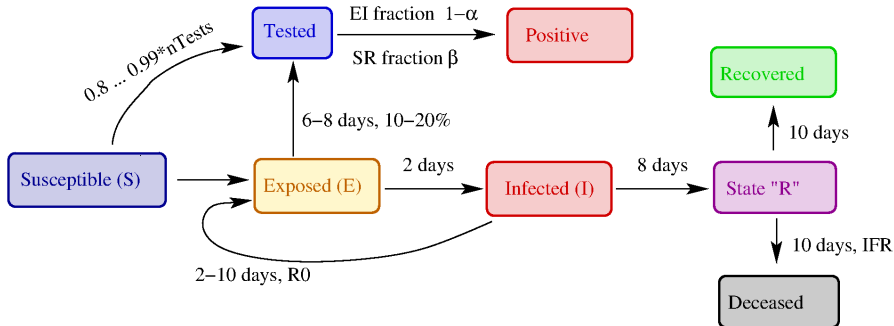 Tested
EI fraction 1−α
SR fraction β
Positive
0.8 ... 0.99*nTests
Recovered
6−8 days, 10−20%
10 days
Susceptible (S)
Exposed (E)
2 days
Infected (I)
8 days
State "R"
2−10 days, R0
10 days, IFR
Deceased